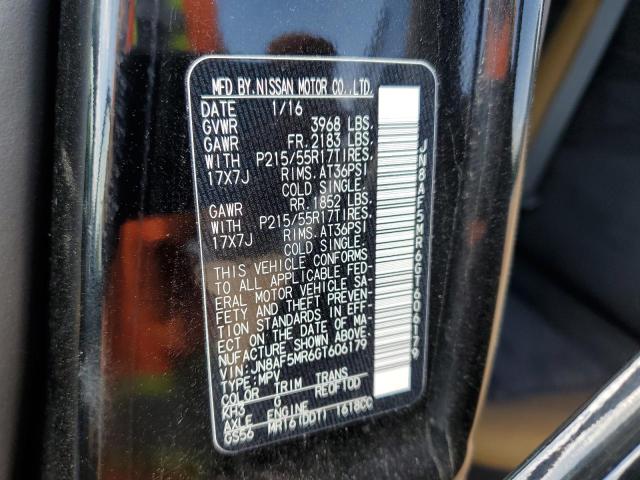 MFD BY NISSAN MOTOR CO., LTD.
DATE 1/16
GVWR 3968 LBS.
GAWR FR. 2183 LBS.
WITH P215/55R17TIRES,
17X7J RIMS. AT36PSI
COLD SINGLE.
GAWR RR. 1852 LBS.
WITH P215/55R17TIRES,
17X7J RIMS. AT36PSI
COLD SINGLE.
THIS VEHICLE CONFORMS
TO ALL APPLICABLE FED-
ERAL MOTOR VEHICLE SA-
FETY AND THEFT PREVEN-
TION STANDARDS IN EFF-
ECT ON THE DATE OF MA-
NUFACTURE SHOWN ABOVE.
VIN: JN8AF5MR6GT606179
TYPE: MPV
COLOR TRIM TRANS
KH3 G RE0F10D
AXLE ENGINE
GS56 MR16(DDT) 1618CC
JN8AF5MR6GT606179